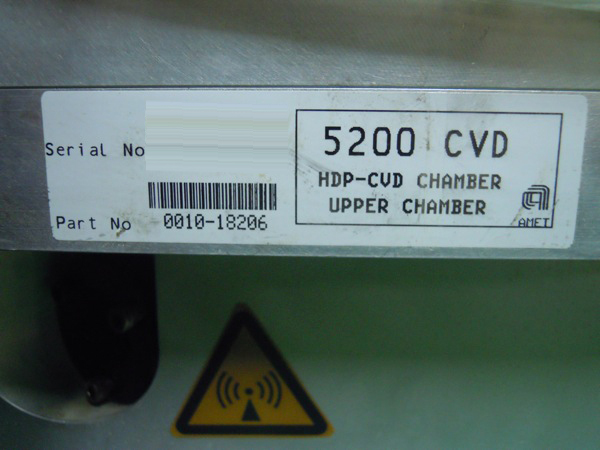 Serial No
5200 CVD
HDP-CVD CHAMBER
UPPER CHAMBER
AMET
Part No 0010-18206